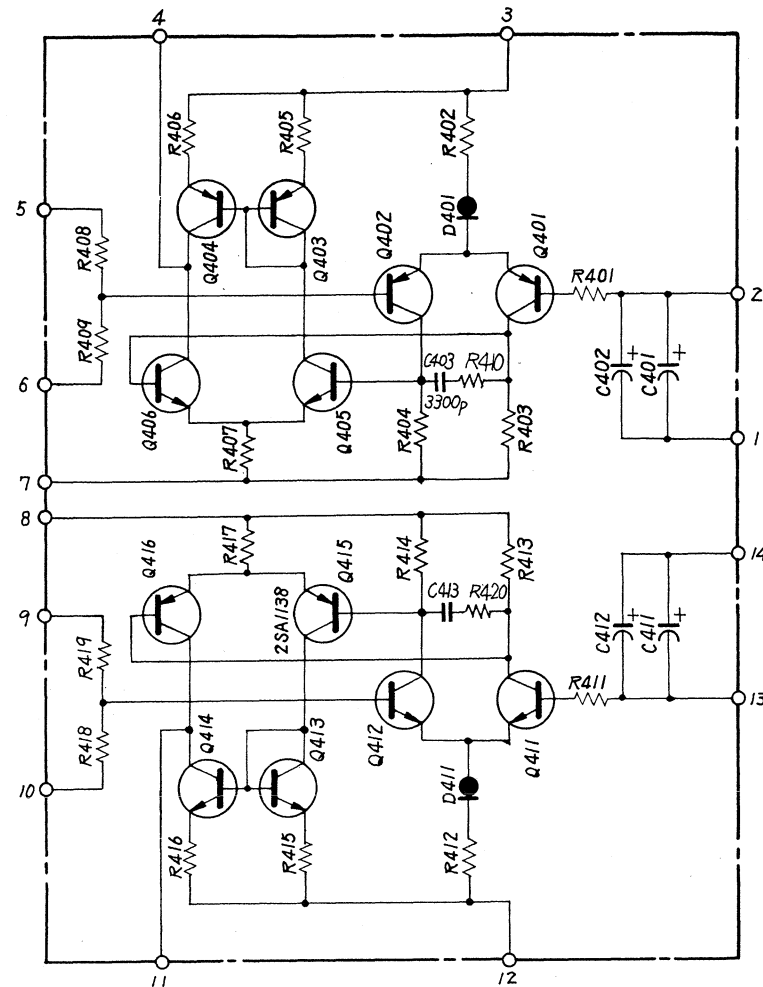 4
3
R406
R405
R402
D401
Q402
Q401
5
R408
Q404
Q403
R401
2
R409
C403
R410
3300p
C402
+
C401
+
6
Q406
R407
Q405
R404
R403
1
7
8
Q416
R417
Q415
R414
R413
14
2SA1138
C413
R420
C412
+
C411
+
9
R419
R411
13
R418
Q414
Q413
Q412
D411
Q411
10
R416
R415
R412
11
12